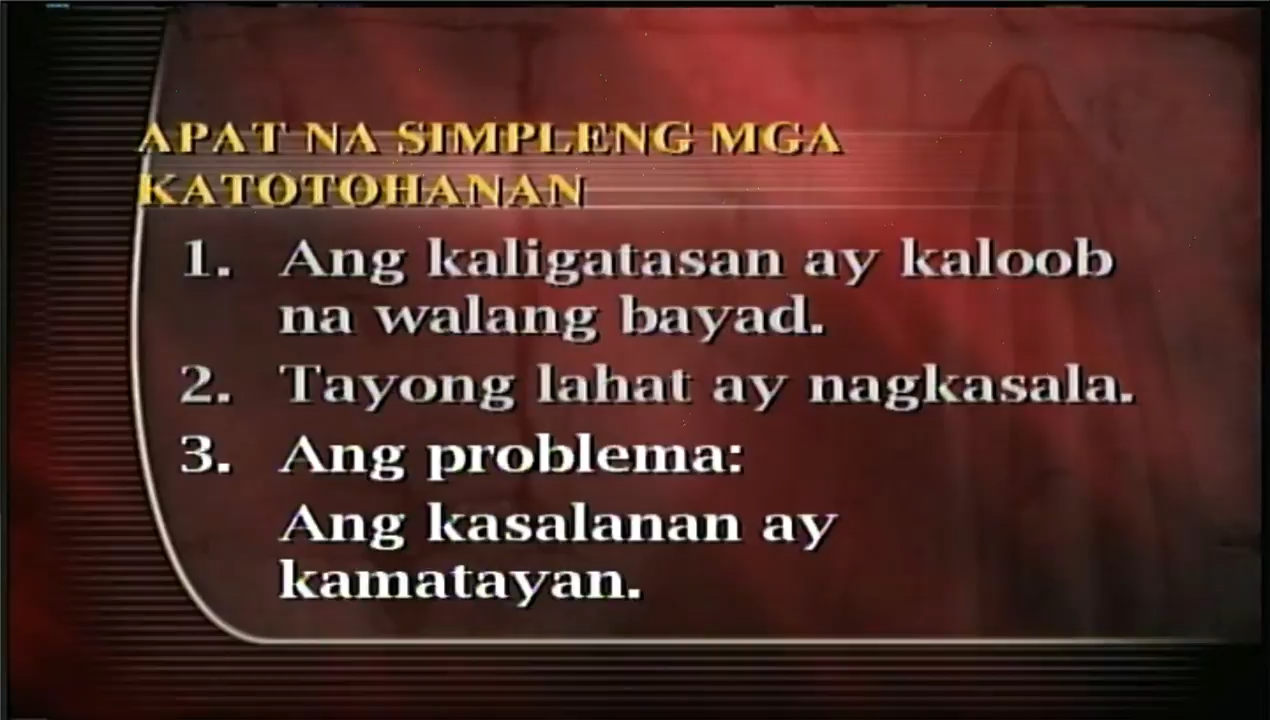 APAT NA SIMPLENG MGA
KATOTOHANAN
1. Ang kaligatasan ay kaloob
na walang bayad.
2. Tayong lahat ay nagkasala.
3. Ang problema:
Ang kasalanan ay
kamatayan.